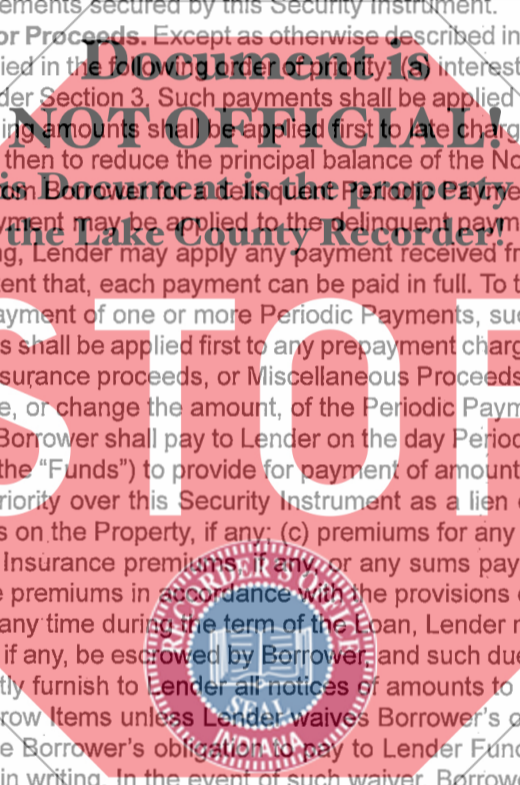 ements secured by this Security Instrument.
or Proceeds. Except as otherwise described in
Document is
ied in the following order of priority: (a) interest
der Section 3. Such payments shall be applied
NOT OFFICIAL!
ing amounts shall be applied first to late charg
then to reduce the principal balance of the No
is Document is the property
om Borrower for a delinquent Periodic Payme
yment may be applied to the delinquent paym
the Lake County Recorder!
g, Lender may apply any payment received fr
tent that, each payment can be paid in full. To t
ayment of one or more Periodic Payments, suc
s shall be applied first to any prepayment charg
surance proceeds, or Miscellaneous Proceeds
e, or change the amount, of the Periodic Paym
STOP
Borrower shall pay to Lender on the day Period
the “Funds”) to provide for payment of amount
riority over this Security Instrument as a lien
s on the Property, if any; (c) premiums for any
Insurance premiums, if any, or any sums pay
e premiums in accordance with the provisions
any time during the term of the Loan, Lender
if any, be escrowed by Borrower, and such due
tly furnish to Lender all notices of amounts to
row Items unless Lender waives Borrower's o
e Borrower's obligation to pay to Lender Fund
in writing. In the event of such waiver, Borrowe
RECORDER'S OFFICE
SEAL
INDIANA